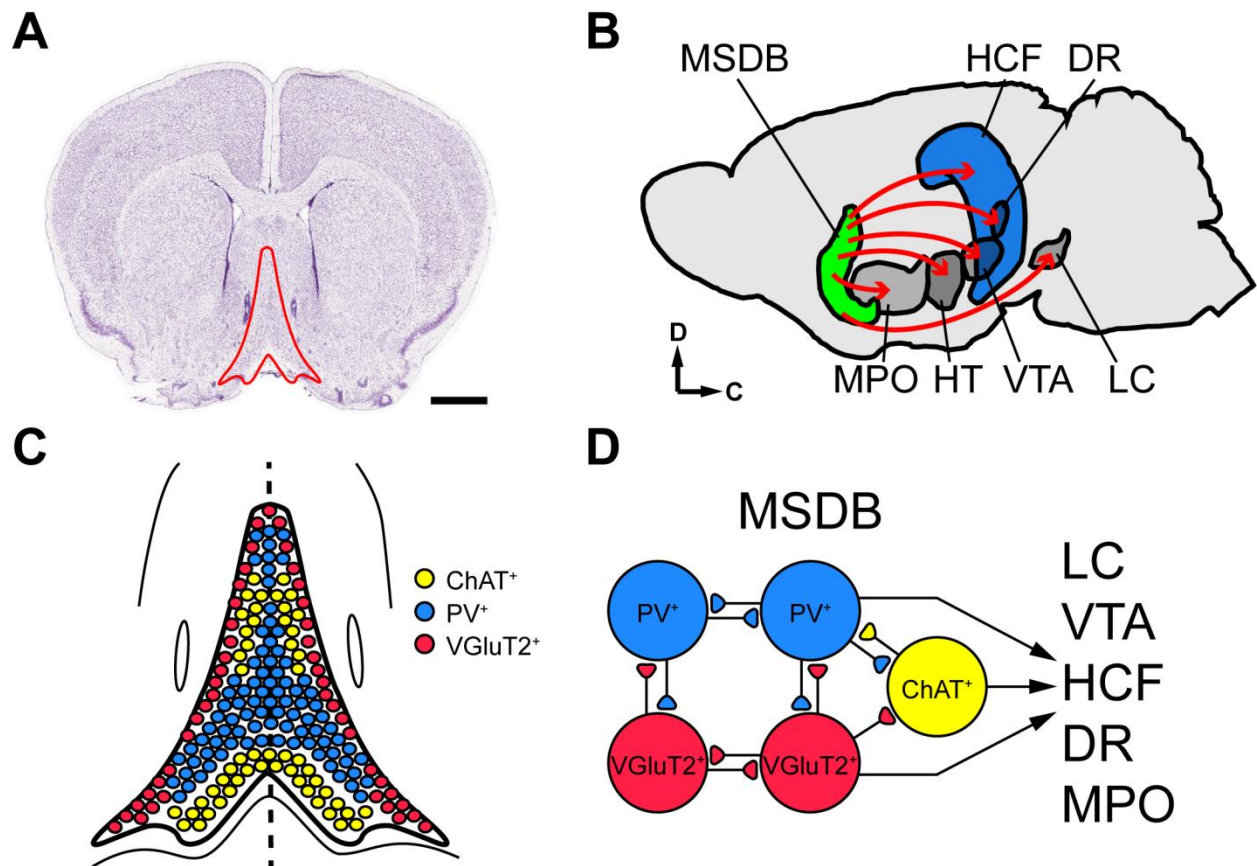 A
B
MSDB
HCF
DR
D
C
MPO
HT
VTA
LC
C
ChAT⁺
PV⁺
VGluT2⁺
D
MSDB
PV⁺
PV⁺
ChAT⁺
VGluT2⁺
VGluT2⁺
LC
VTA
HCF
DR
MPO